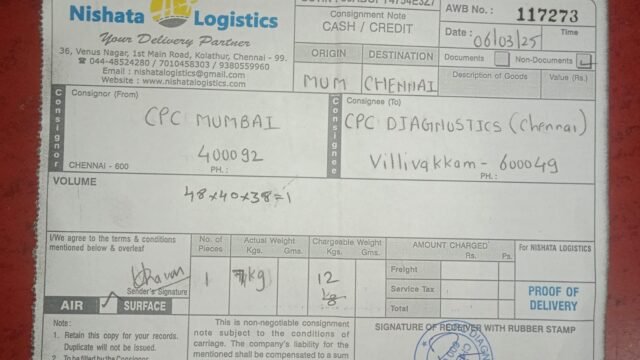 Nishata Logistics
Your Delivery Partner
36, Venus Nagar, 1st Main Road, Kolathur, Chennai - 99.
☎ 044-48524280 / 7010458303 / 9380559960
Email : nishatalogistics@gmail.com
Website : www.nishatalogistics.com
Consignment Note
CASH / CREDIT
ORIGIN DESTINATION
MUM CHENNAI
AWB No. : 117273
Date : 06/03/25 Time
Documents Non-Documents
Description of Goods Value (Rs.)
Consignor
Consignor (From)
CPC MUMBAI
400092
CHENNAI - 600 PH. :
Consignee
Consignee (To)
CPC DIAGNOSTICS (Chennai)
Villivakkam - 600049
PH. :
VOLUME
48x40x38=1
I/We agree to the terms & conditions
mentioned below & overleaf
Sender's Signature
AIR SURFACE
No. of
Pieces
1
Actual Weight
Kgs. Gms.
kg
Chargeable Weight
Kgs. Gms.
12
AMOUNT CHARGED
Rs. Ps.
Freight
Service Tax
Total
For NISHATA LOGISTICS
PROOF OF
DELIVERY
Note :
1. Retain this copy for your records.
Duplicate will not be issued.
This is non-negotiable consignment
note subject to the conditions of
carriage. The company's liability for
the mentioned shall be compensated to a sum
SIGNATURE OF RECEIVER WITH RUBBER STAMP